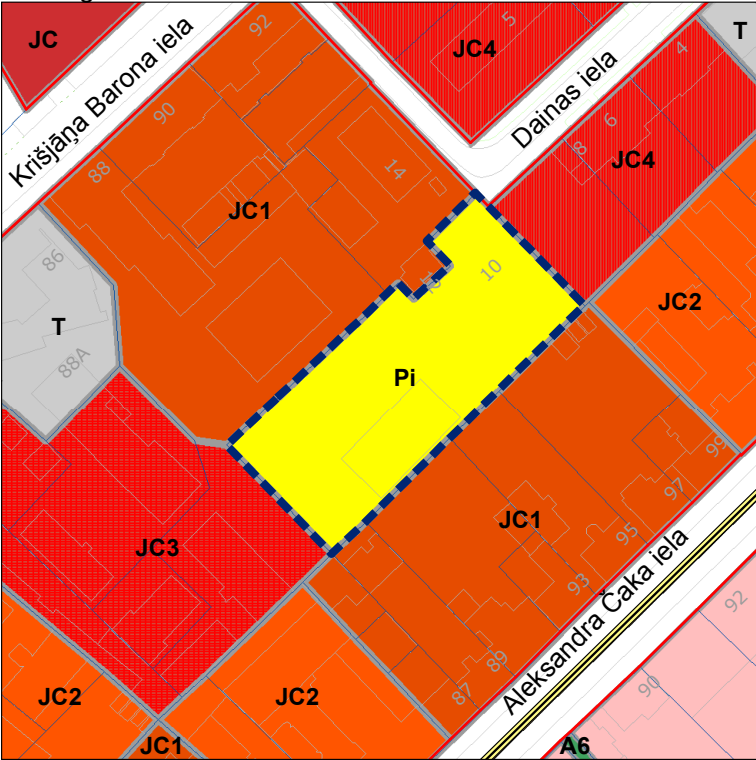 JC
92
5
T
JC4
4
Krišjāņa Barona iela
90
Dainas iela
6
8
JC4
88
14
JC1
86
10
JC2
T
88A
Pi
99
97
JC1
95
JC3
93
Aleksandra Čaka iela
92
89
87
90
JC2
JC2
JC1
A6